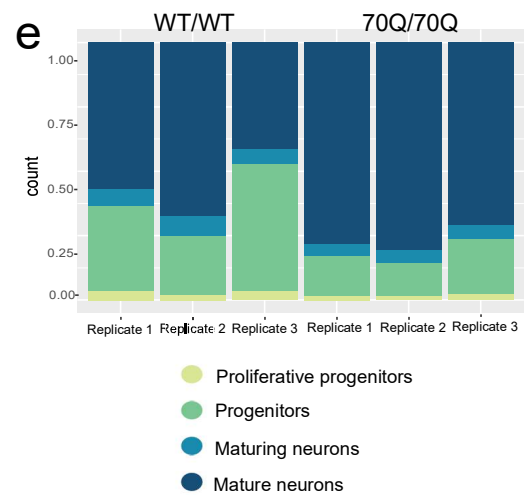 e
WT/WT 70Q/70Q
1.00
0.75
0.50
0.25
0.00
count
Replicate 1 Replicate 2 Replicate 3 Replicate 1 Replicate 2 Replicate 3
Proliferative progenitors
Progenitors
Maturing neurons
Mature neurons